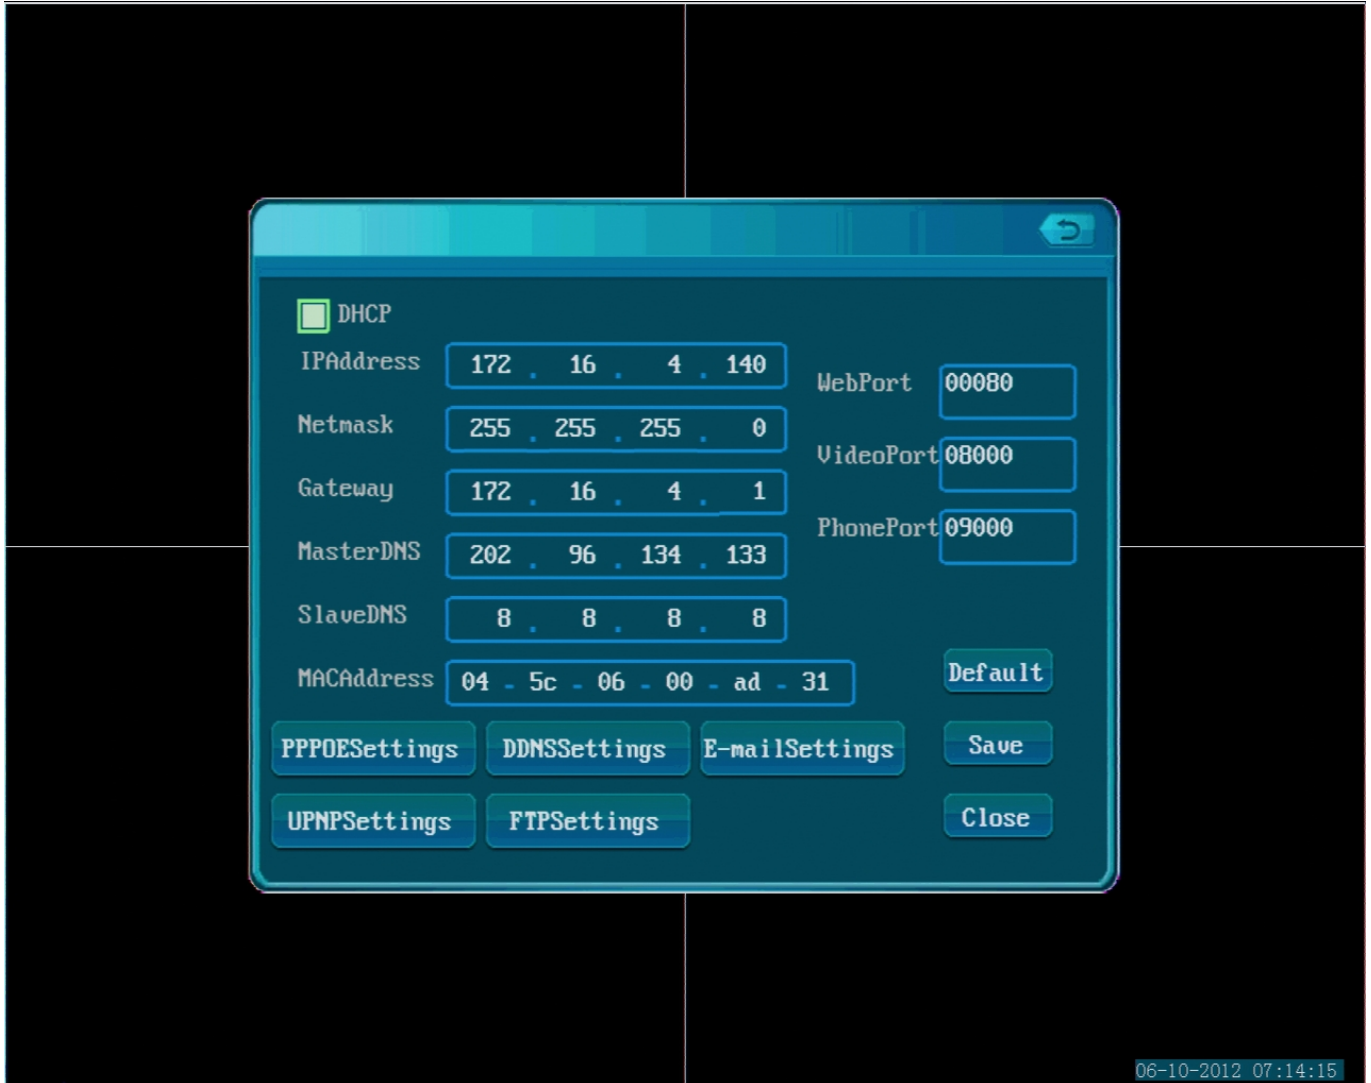 DHCP
IPAddress 172 . 16 . 4 . 140
WebPort 00080
Netmask 255 . 255 . 255 . 0
VideoPort 08000
Gateway 172 . 16 . 4 . 1
PhonePort 09000
MasterDNS 202 . 96 . 134 . 133
SlaveDNS 8 . 8 . 8 . 8
MACAddress 04 - 5c - 06 - 00 - ad - 31
Default
PPPOESettings DDNSSettings E-mailSettings Save
UPNPSettings FTPSettings Close
06-10-2012 07:14:15